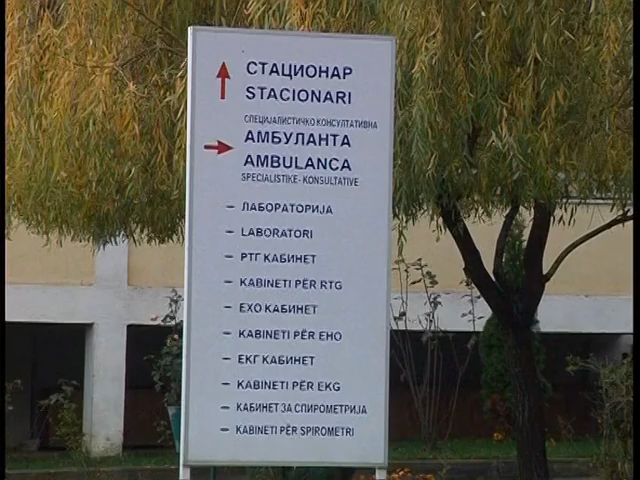 СТАЦИОНАР
STACIONARI
СПЕЦИЈАЛИСТИЧКО КОНСУЛТАТИВНА
АМБУЛАНТА
AMBULANCA
SPECIALISTIKE- KONSULTATIVE
– ЛАБОРАТОРИЈА
– LABORATORI
– РТГ КАБИНЕТ
– KABINETI PËR RTG
– ЕХО КАБИНЕТ
– KABINETI PËR EHO
– ЕКГ КАБИНЕТ
– KABINETI PËR EKG
– КАБИНЕТ ЗА СПИРОМЕТРИЈА
– KABINETI PËR SPIROMETRI